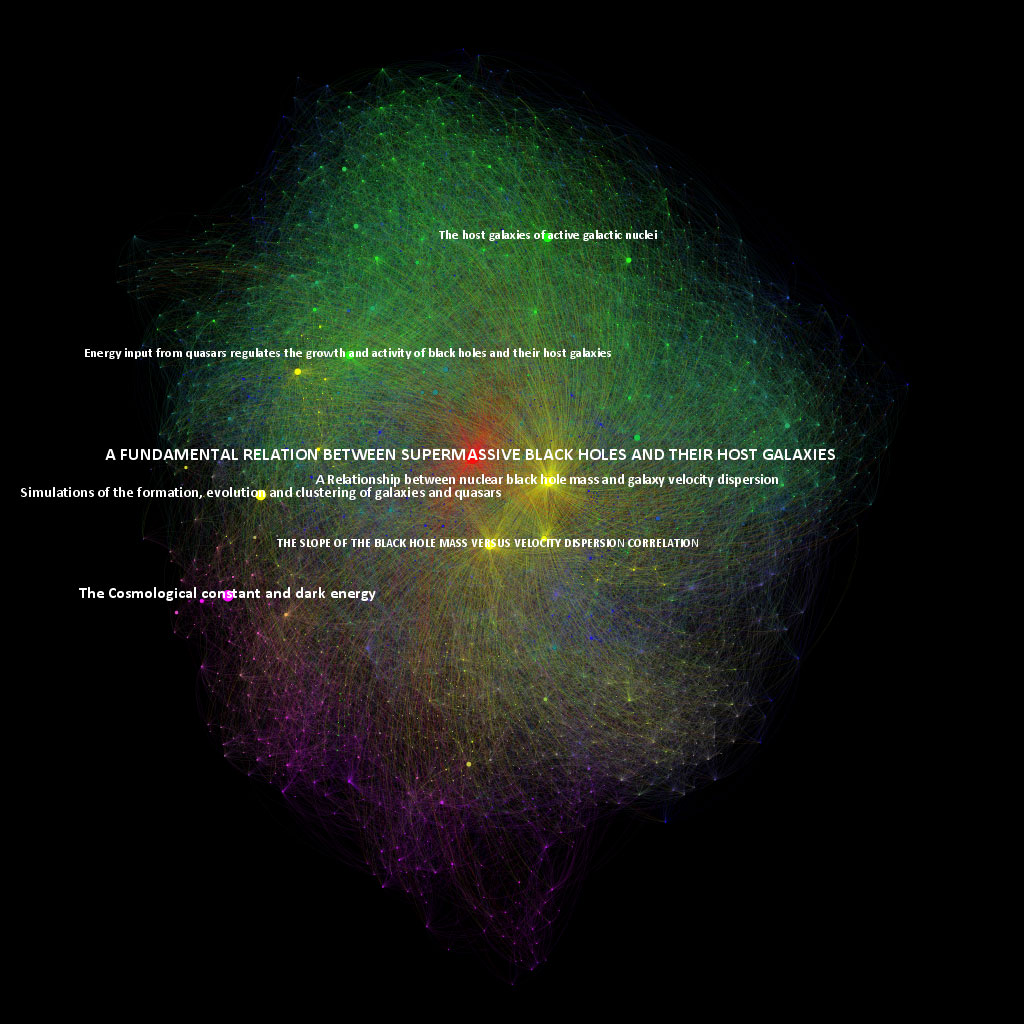 The host galaxies of active galactic nuclei
Energy input from quasars regulates the growth and activity of black holes and their host galaxies
A FUNDAMENTAL RELATION BETWEEN SUPERMASSIVE BLACK HOLES AND THEIR HOST GALAXIES
A Relationship between nuclear black hole mass and galaxy velocity dispersion
Simulations of the formation, evolution and clustering of galaxies and quasars
THE SLOPE OF THE BLACK HOLE MASS VERSUS VELOCITY DISPERSION CORRELATION
The Cosmological constant and dark energy